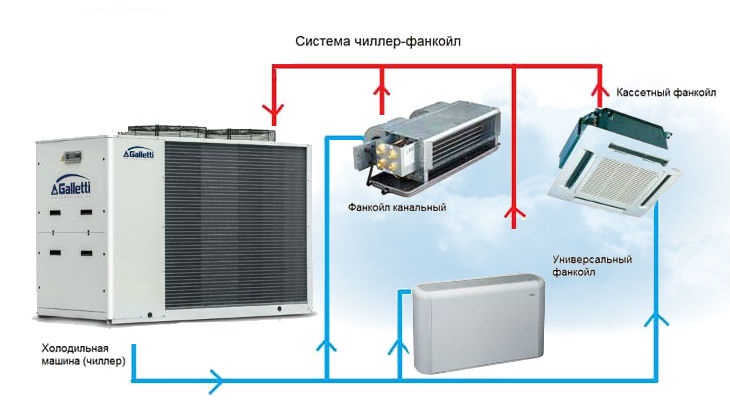 Система чиллер-фанкойл
Кассетный фанкойл
Galletti
Galletti
Фанкойл канальный
Универсальный
фанкойл
Холодильная
машина (чиллер)